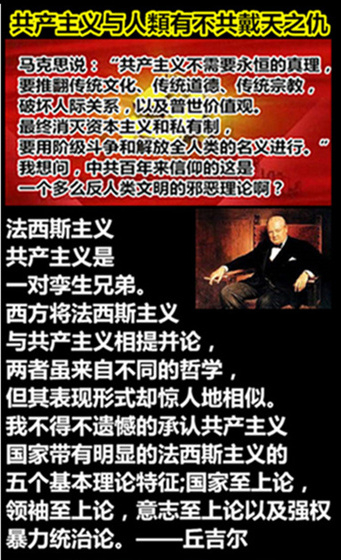 共产主义与人類有不共戴天之仇
马克思说：“共产主义不需要永恒的真理，
要推翻传统文化、传统道德、传统宗教，
破坏人际关系，以及普世价值观。
最终消灭资本主义和私有制，
要用阶级斗争和解放全人类的名义进行。”
我想问，中共百年来信仰的这是
一个多么反人类文明的邪恶理论啊？
法西斯主义
共产主义是
一对孪生兄弟。
西方将法西斯主义
与共产主义相提并论，
两者虽来自不同的哲学，
但其表现形式却惊人地相似。
我不得不遗憾的承认共产主义
国家带有明显的法西斯主义的
五个基本理论特征;国家至上论，
领袖至上论，意志至上论以及强权
暴力统治论。——丘吉尔